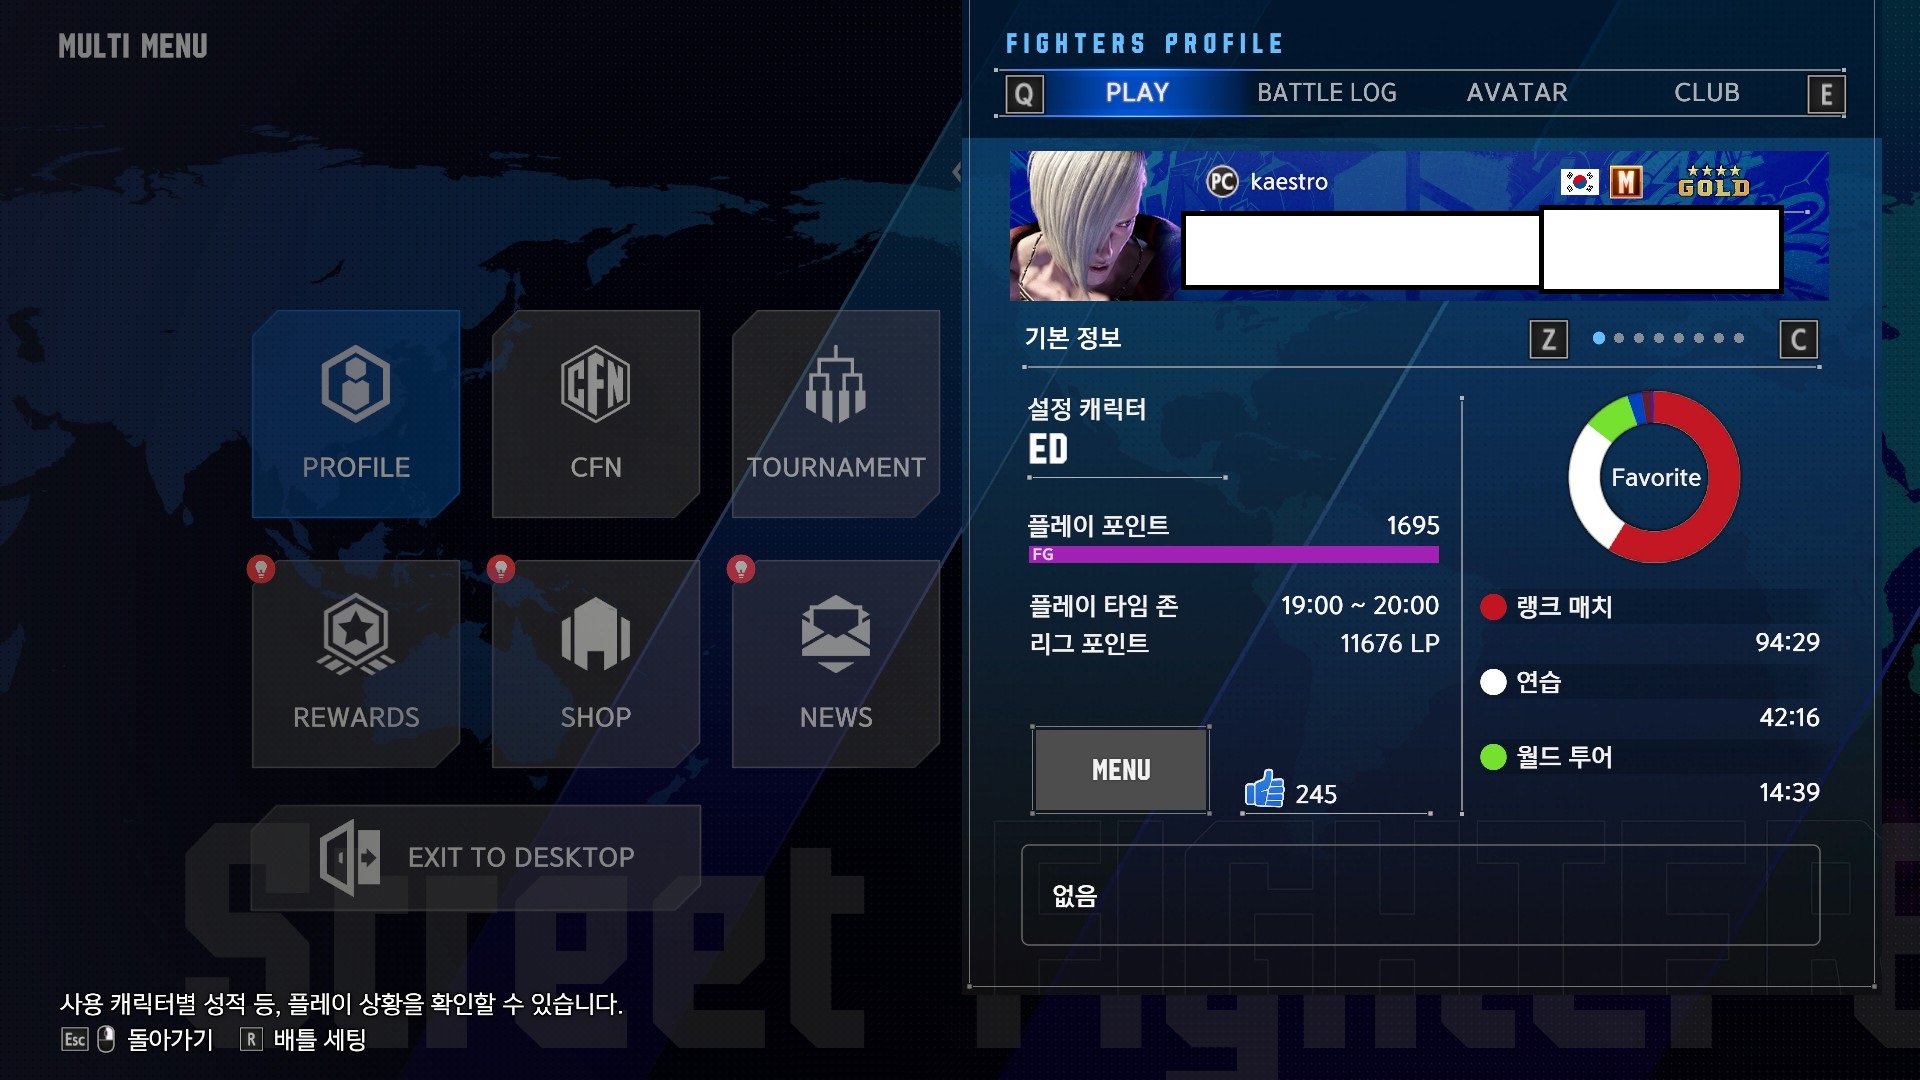 MULTI MENU
PROFILE
CFN
CFN
TOURNAMENT
REWARDS
SHOP
NEWS
EXIT TO DESKTOP
Street Fighter 6
사용 캐릭터별 성적 등, 플레이 상황을 확인할 수 있습니다.
Esc 돌아가기 R 배틀 세팅
FIGHTERS PROFILE
Q PLAY BATTLE LOG AVATAR CLUB E
PC kaestro M GOLD
기본 정보 Z C
설정 캐릭터
ED
플레이 포인트 1695
FG
플레이 타임 존 19:00 ~ 20:00
리그 포인트 11676 LP
MENU
245
Favorite
랭크 매치
94:29
연습
42:16
월드 투어
14:39
없음